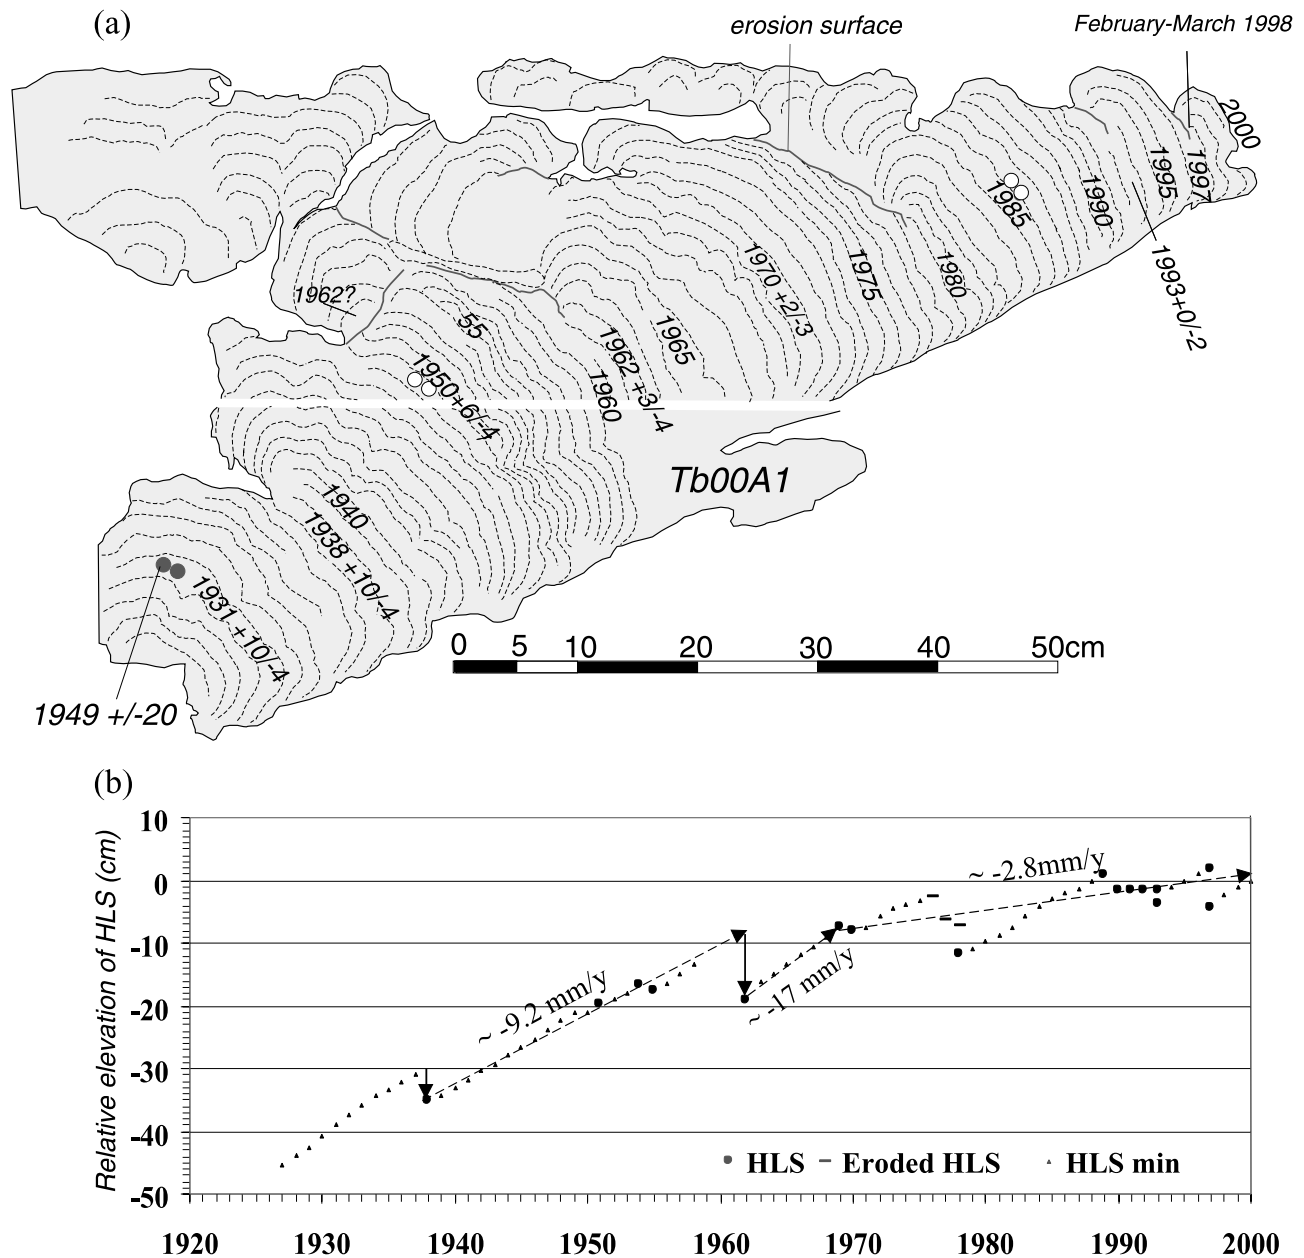 (a)
erosion surface
February-March 1998
2000
1995
1997
1990
1985
1993+0/-2
1980
1975
1970 +2/-3
1965
1962 +3/-4
1960
55
1962?
1950+6/-4
Tb00A1
1940
1938 +10/-4
1931 +10/-4
1949 +/-20
0 5 10 20 30 40 50cm
(b)
Relative elevation of HLS (cm)
10
0
-10
-20
-30
-40
-50
~ -9.2 mm/y
~ -17 mm/y
~ -2.8mm/y
HLS Eroded HLS HLS min
1920 1930 1940 1950 1960 1970 1980 1990 2000